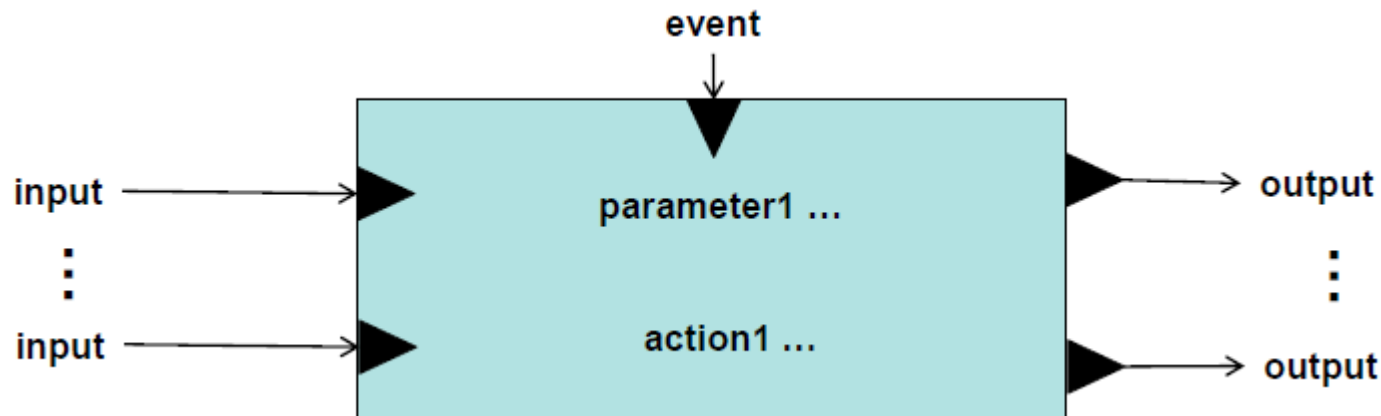 event
input
parameter1 ...
output
⋮
⋮
input
action1 ...
output